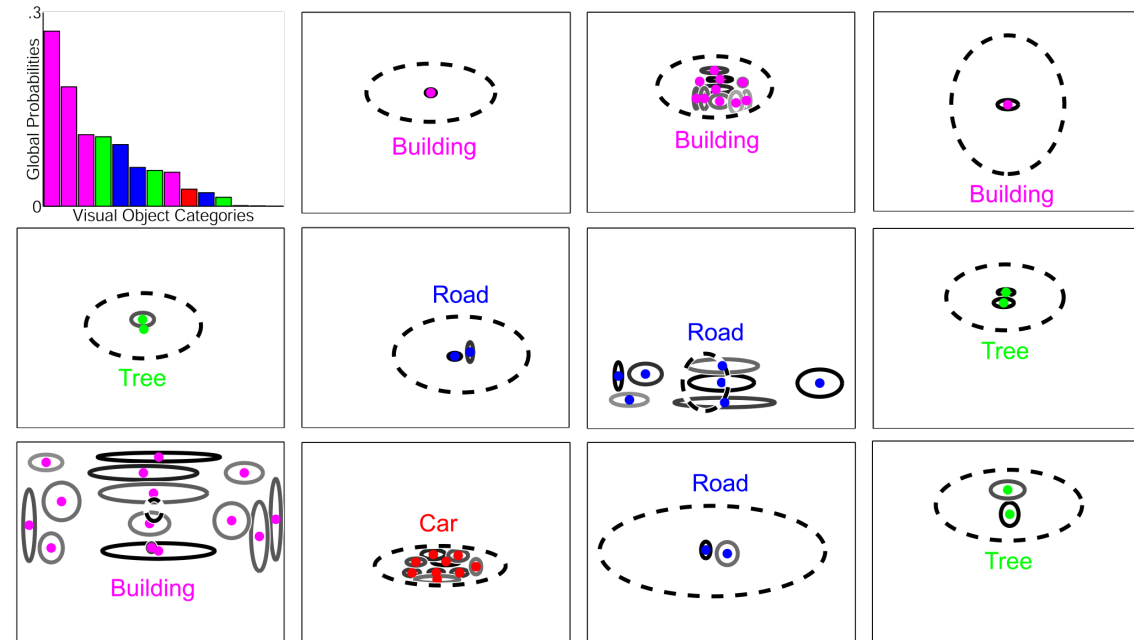 .3
Global Probabilities
0
Visual Object Categories
Building
Building
Building
Tree
Road
Road
Tree
Building
Car
Road
Tree